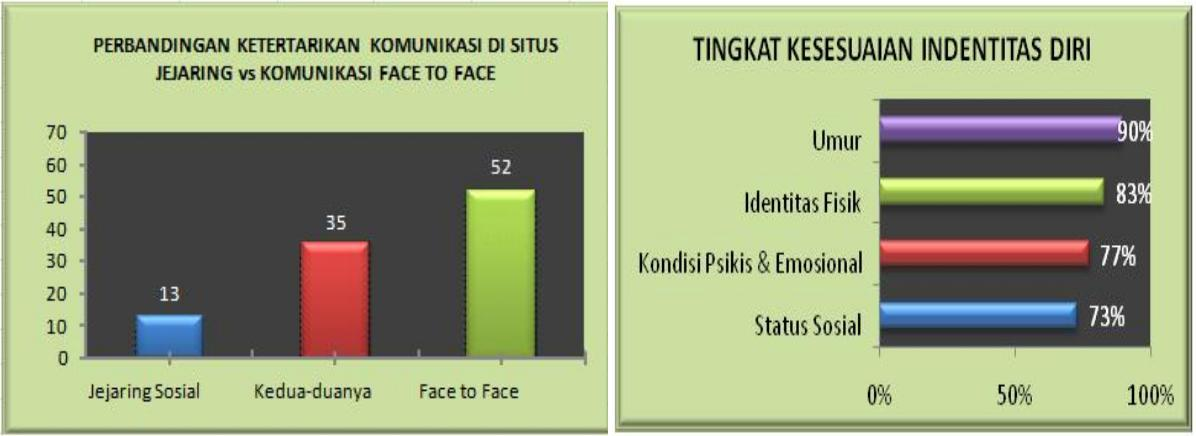 PERBANDINGAN KETERTARIKAN KOMUNIKASI DI SITUS
JEJARING vs KOMUNIKASI FACE TO FACE
70
60
50
40
30
20
10
0
13
35
52
Jejaring Sosial
Kedua-duanya
Face to Face
TINGKAT KESESUAIAN INDENTITAS DIRI
Umur
90%
Identitas Fisik
83%
Kondisi Psikis & Emosional
77%
Status Sosial
73%
0%
50%
100%